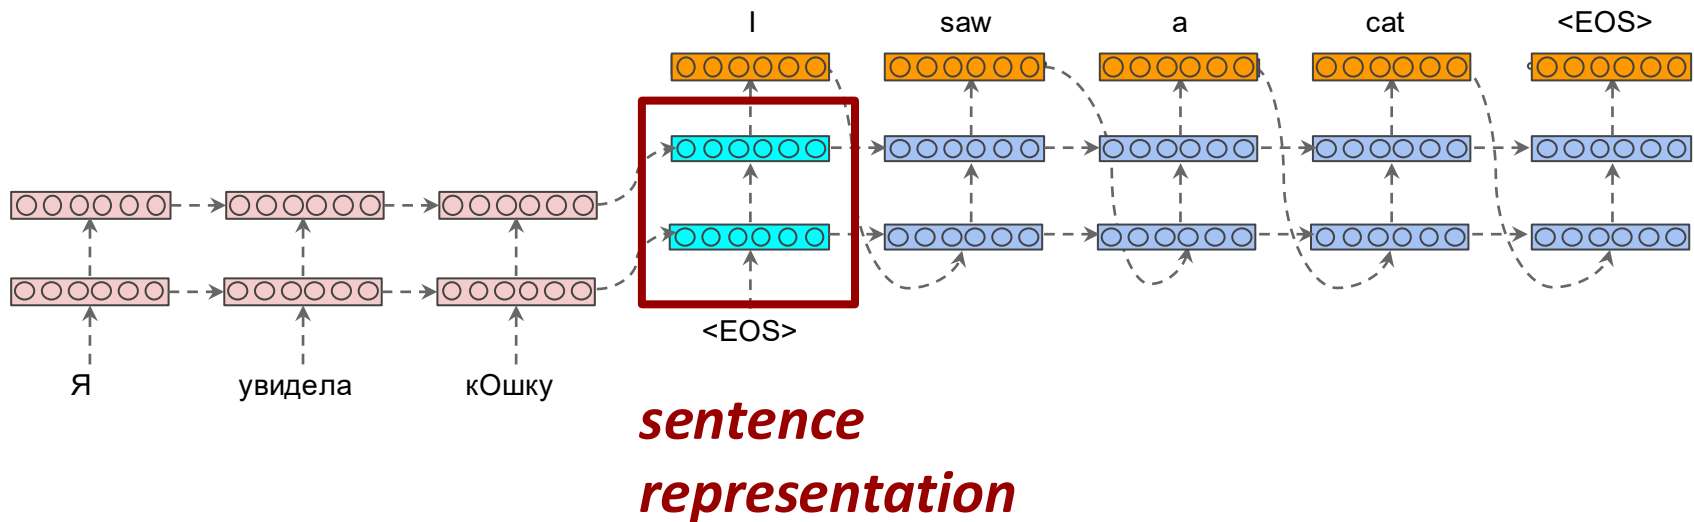 I saw a cat <EOS>
<EOS>
Я увидела кОшку
sentence
representation